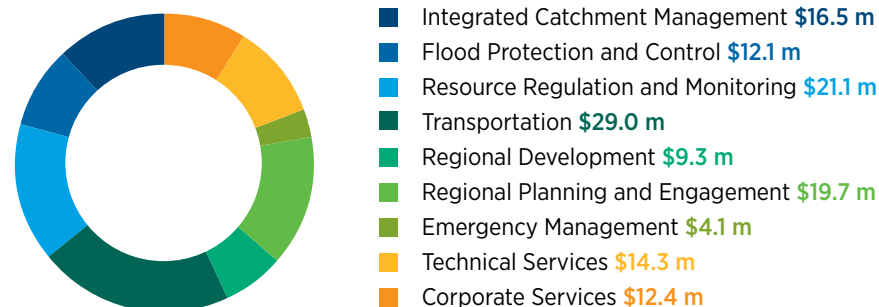 Integrated Catchment Management $16.5 m
Flood Protection and Control $12.1 m
Resource Regulation and Monitoring $21.1 m
Transportation $29.0 m
Regional Development $9.3 m
Regional Planning and Engagement $19.7 m
Emergency Management $4.1 m
Technical Services $14.3 m
Corporate Services $12.4 m